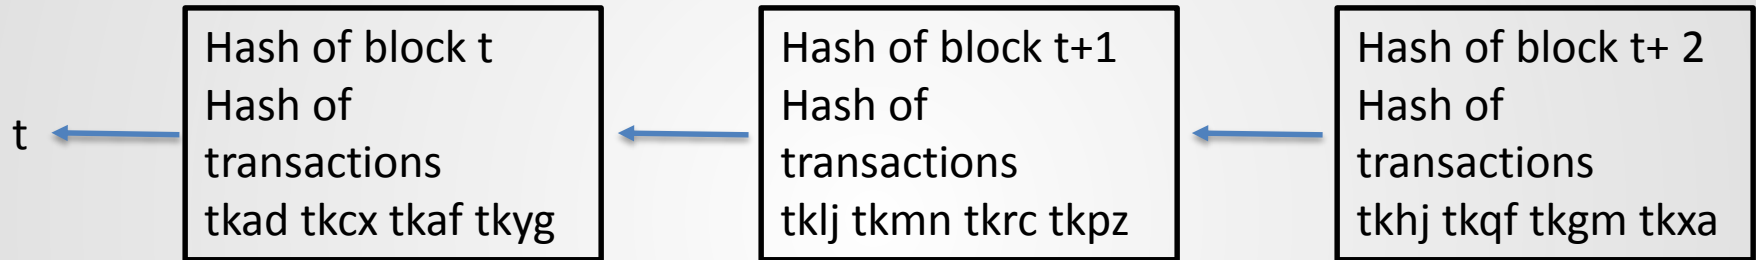 t
Hash of block t
Hash of
transactions
tkad tkcx tkaf tkyg
Hash of block t+1
Hash of
transactions
tklj tkmn tkrc tkpz
Hash of block t+ 2
Hash of
transactions
tkhj tkqf tkgm tkxa